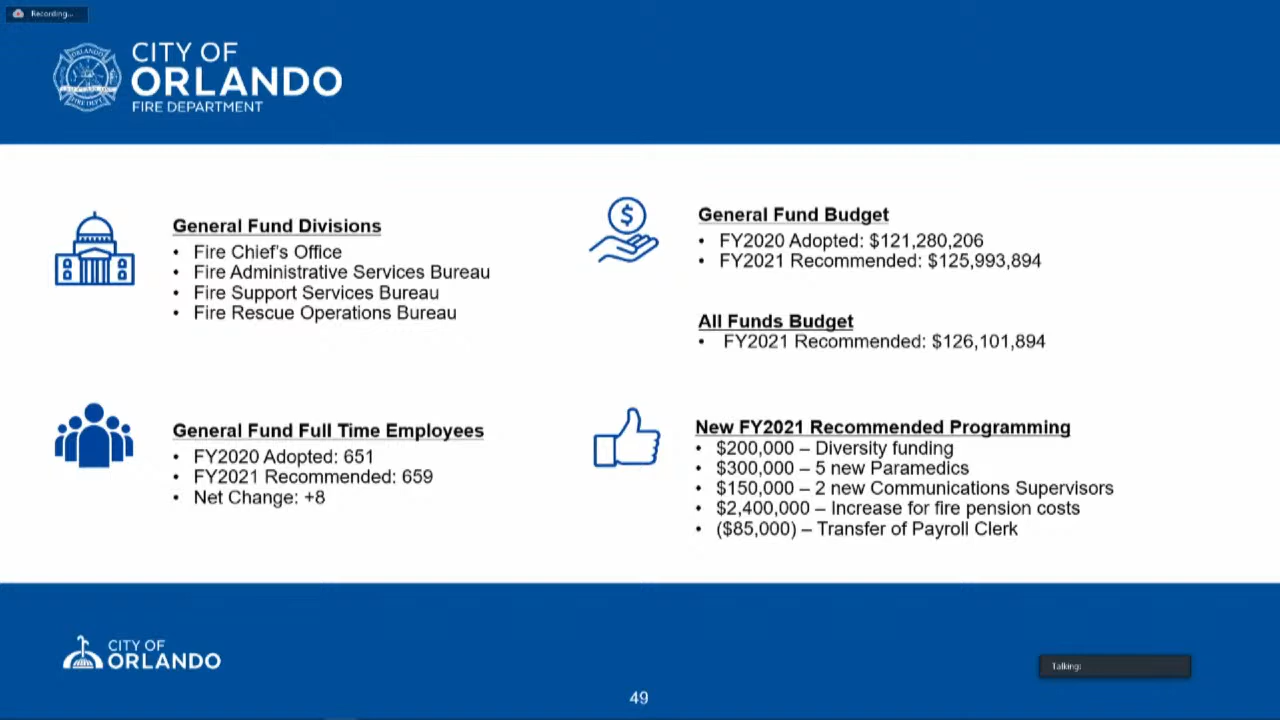 Recording...
CITY OF
ORLANDO
FIRE DEPARTMENT
General Fund Divisions
• Fire Chief's Office
• Fire Administrative Services Bureau
• Fire Support Services Bureau
• Fire Rescue Operations Bureau
General Fund Budget
• FY2020 Adopted: $121,280,206
• FY2021 Recommended: $125,993,894
All Funds Budget
• FY2021 Recommended: $126,101,894
General Fund Full Time Employees
• FY2020 Adopted: 651
• FY2021 Recommended: 659
• Net Change: +8
New FY2021 Recommended Programming
• $200,000 – Diversity funding
• $300,000 – 5 new Paramedics
• $150,000 – 2 new Communications Supervisors
• $2,400,000 – Increase for fire pension costs
• ($85,000) – Transfer of Payroll Clerk
CITY OF
ORLANDO
Talking:
49